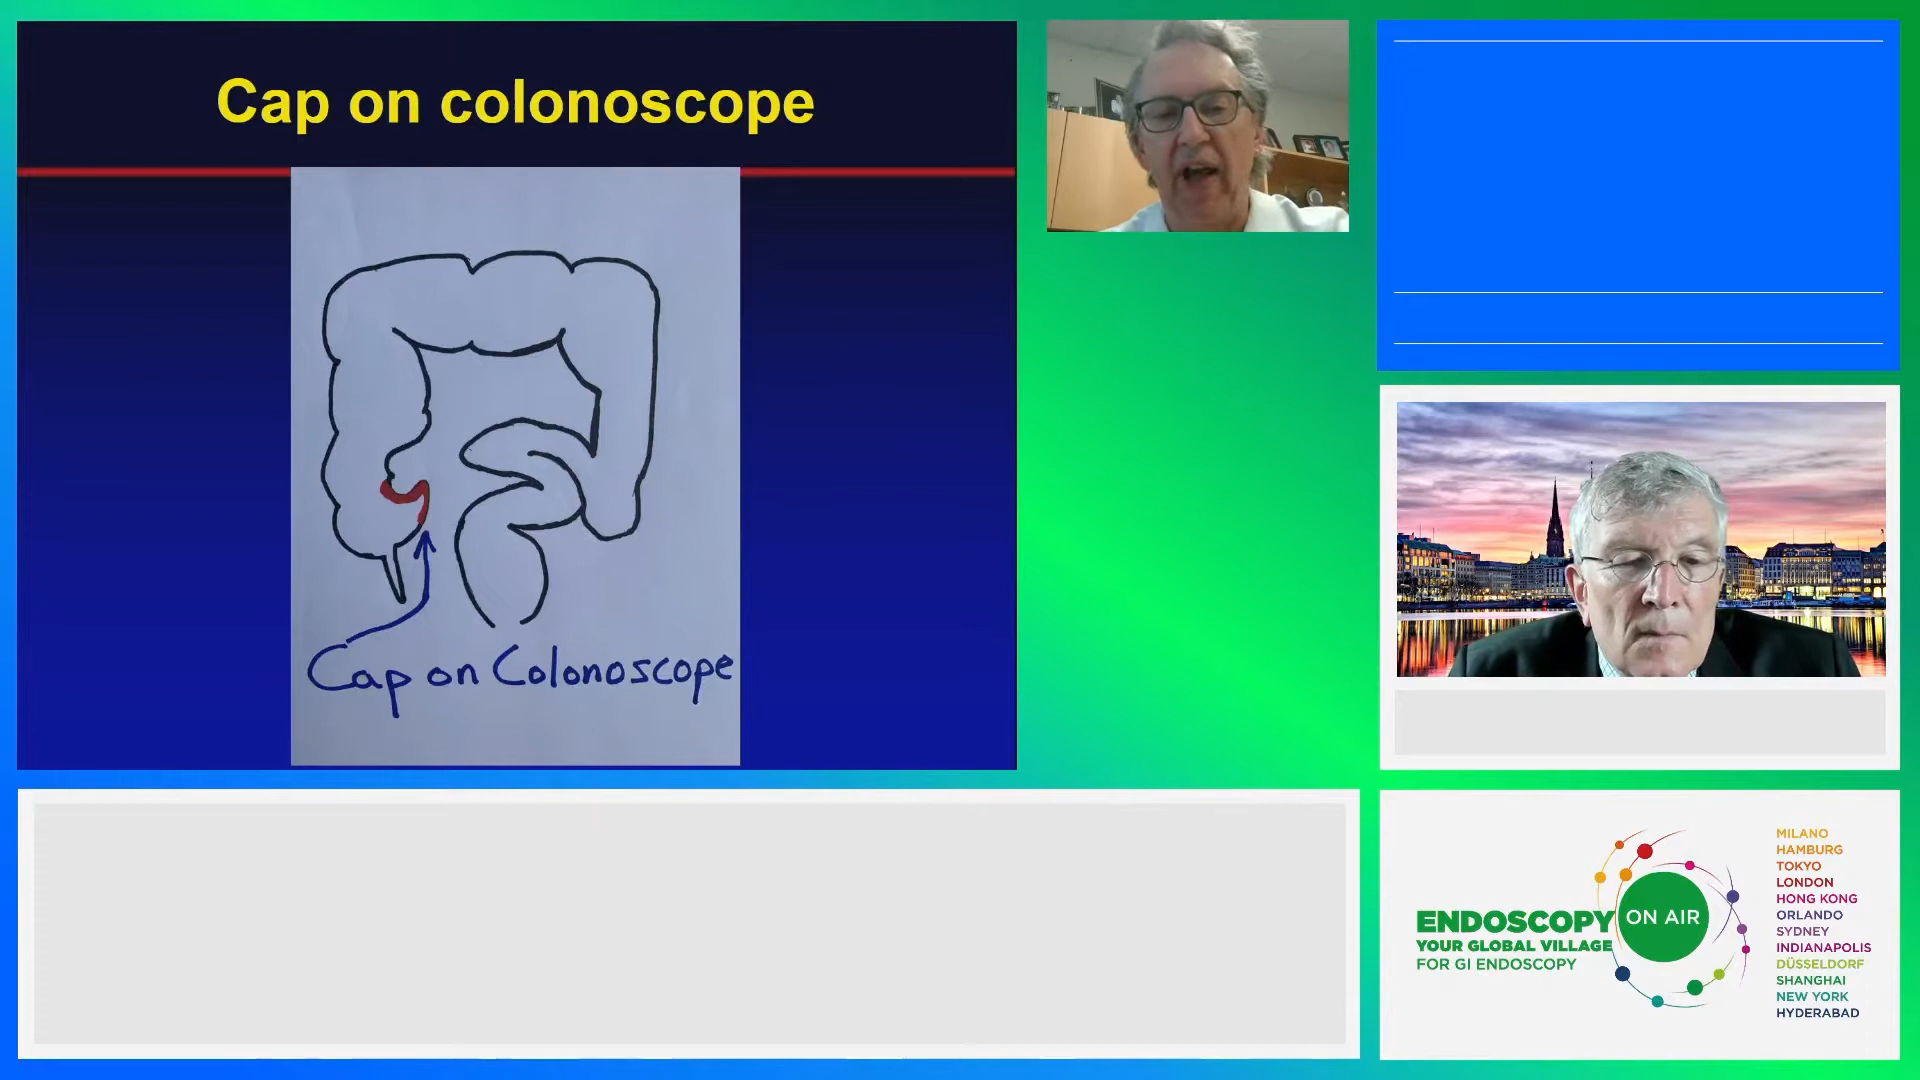 Cap on colonoscope
Cap on Colonoscope
ENDOSCOPY
YOUR GLOBAL VILLAGE
FOR GI ENDOSCOPY
ON AIR
MILANO
HAMBURG
TOKYO
LONDON
HONG KONG
ORLANDO
SYDNEY
INDIANAPOLIS
DÜSSELDORF
SHANGHAI
NEW YORK
HYDERABAD